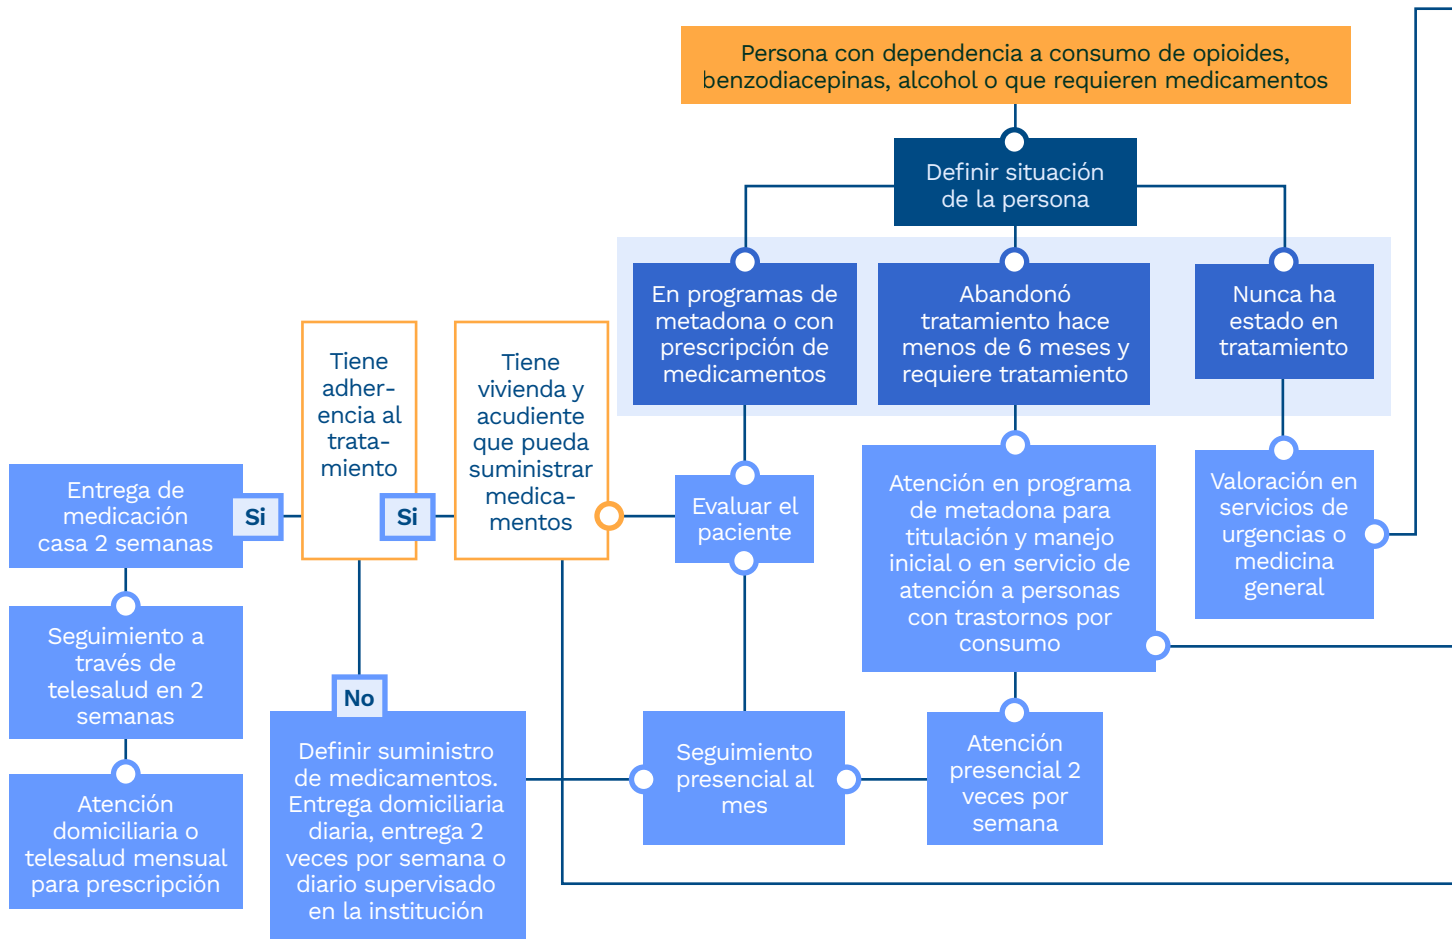 Persona con dependencia a consumo de opioides,
benzodiacepinas, alcohol o que requieren medicamentos
Definir situación
de la persona
En programas de
metadona o con
prescripción de
medicamentos
Abandonó
tratamiento hace
menos de 6 meses y
requiere tratamiento
Nunca ha
estado en
tratamiento
Tiene
adher-
encia al
trata-
miento
Tiene
vivienda y
acudiente
que pueda
suministrar
medica-
mentos
Evaluar el
paciente
Atención en programa
de metadona para
titulación y manejo
inicial o en servicio de
atención a personas
con trastornos por
consumo
Valoración en
servicios de
urgencias o
medicina
general
Entrega de
medicación
casa 2 semanas
Si
Si
Seguimiento a
través de
telesalud en 2
semanas
No
Atención
domiciliaria o
telesalud mensual
para prescripción
Definir suministro
de medicamentos.
Entrega domiciliaria
diaria, entrega 2
veces por semana o
diario supervisado
en la institución
Seguimiento
presencial al
mes
Atención
presencial 2
veces por
semana